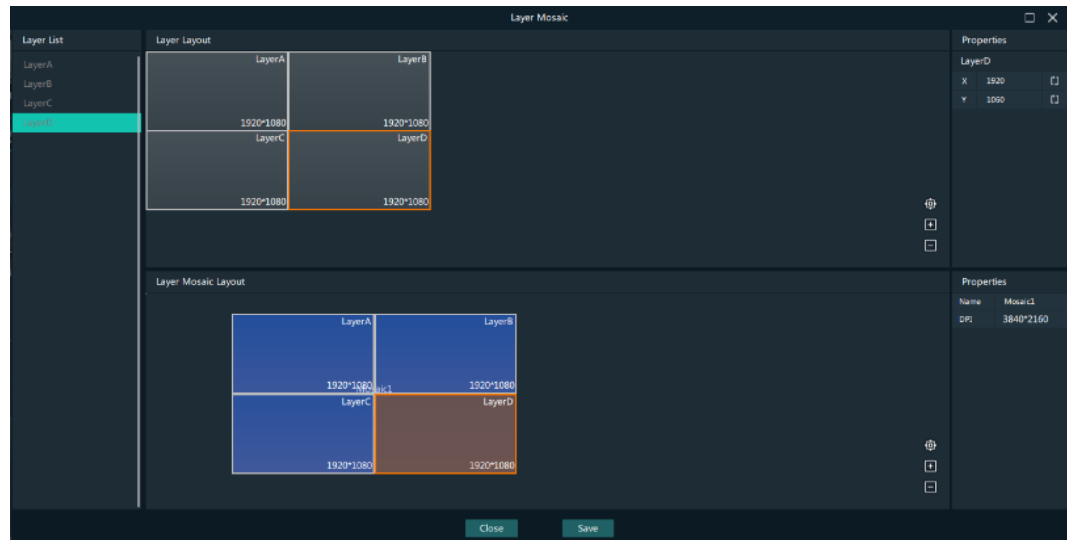 Layer Mosaic
Layer List
LayerA
LayerB
LayerC
LayerD
Layer Layout
LayerA
LayerB
1920*1080
1920*1080
LayerC
LayerD
1920*1080
1920*1080
Properties
LayerD
X 1920
Y 1080
Layer Mosaic Layout
LayerA
LayerB
1920*1080
1920*1080
Mosaic1
LayerC
LayerD
1920*1080
1920*1080
Properties
Name Mosaic1
DPI 3840*2160
Close
Save